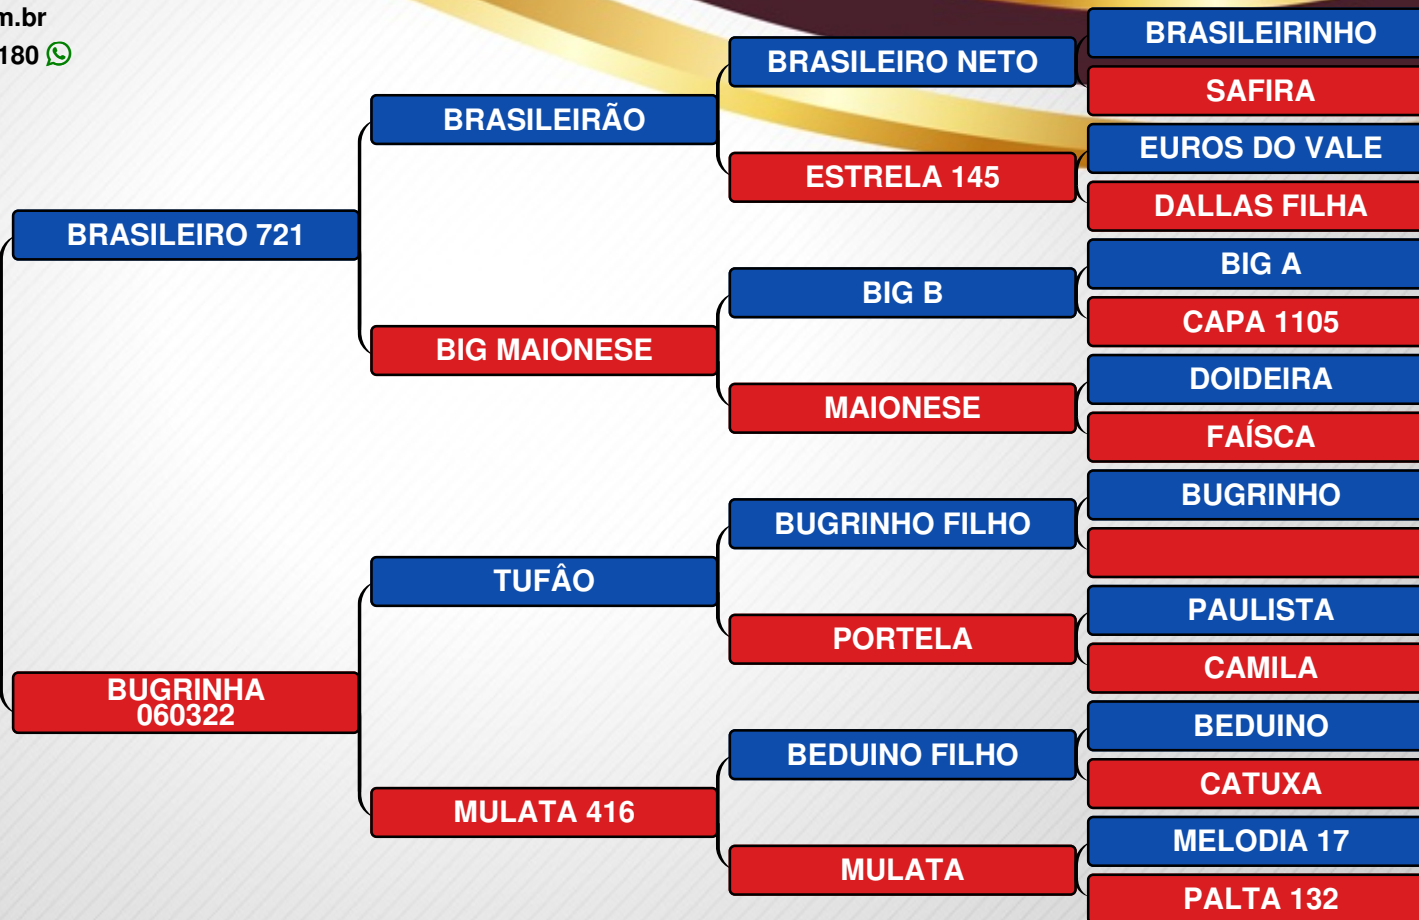 m.br
180
BRASILEIRO 721
BUGRINHA
060322
BRASILEIRÃO
BIG MAIONESE
TUFÂO
MULATA 416
BRASILEIRO NETO
ESTRELA 145
BIG B
MAIONESE
BUGRINHO FILHO
PORTELA
BEDUINO FILHO
MULATA
BRASILEIRINHO
SAFIRA
EUROS DO VALE
DALLAS FILHA
BIG A
CAPA 1105
DOIDEIRA
FAÍSCA
BUGRINHO
PAULISTA
CAMILA
BEDUINO
CATUXA
MELODIA 17
PALTA 132